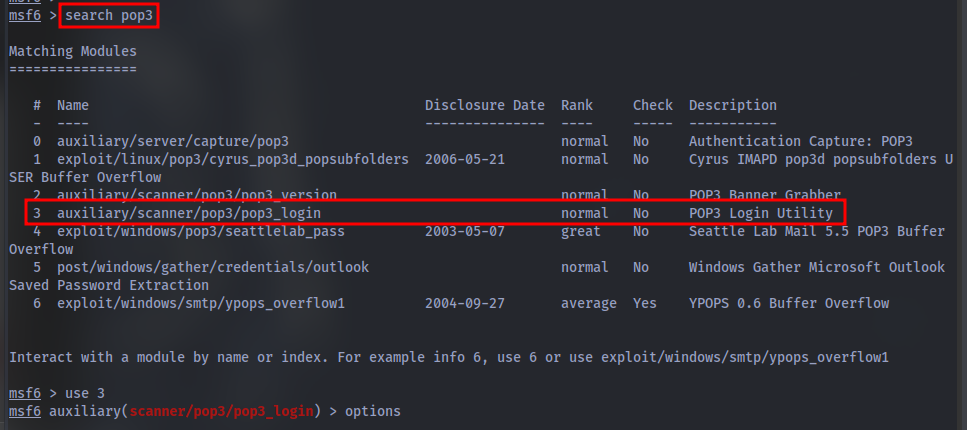 msf6 > search pop3
Matching Modules
================
#  Name                                         Disclosure Date  Rank     Check  Description
-  ----                                         ---------------  ----     -----  -----------
0  auxiliary/server/capture/pop3                                 normal   No     Authentication Capture: POP3
1  exploit/linux/pop3/cyrus_pop3d_popsubfolders  2006-05-21       normal   No     Cyrus IMAPD pop3d popsubfolders U
SER Buffer Overflow
2  auxiliary/scanner/pop3/pop3_version                           normal   No     POP3 Banner Grabber
3  auxiliary/scanner/pop3/pop3_login                             normal   No     POP3 Login Utility
4  exploit/windows/pop3/seattlelab_pass          2003-05-07       great    No     Seattle Lab Mail 5.5 POP3 Buffer
Overflow
5  post/windows/gather/credentials/outlook                       normal   No     Windows Gather Microsoft Outlook
Saved Password Extraction
6  exploit/windows/smtp/ypops_overflow1          2004-09-27       average  Yes    YPOPS 0.6 Buffer Overflow
Interact with a module by name or index. For example info 6, use 6 or use exploit/windows/smtp/ypops_overflow1
msf6 > use 3
msf6 auxiliary(scanner/pop3/pop3_login) > options